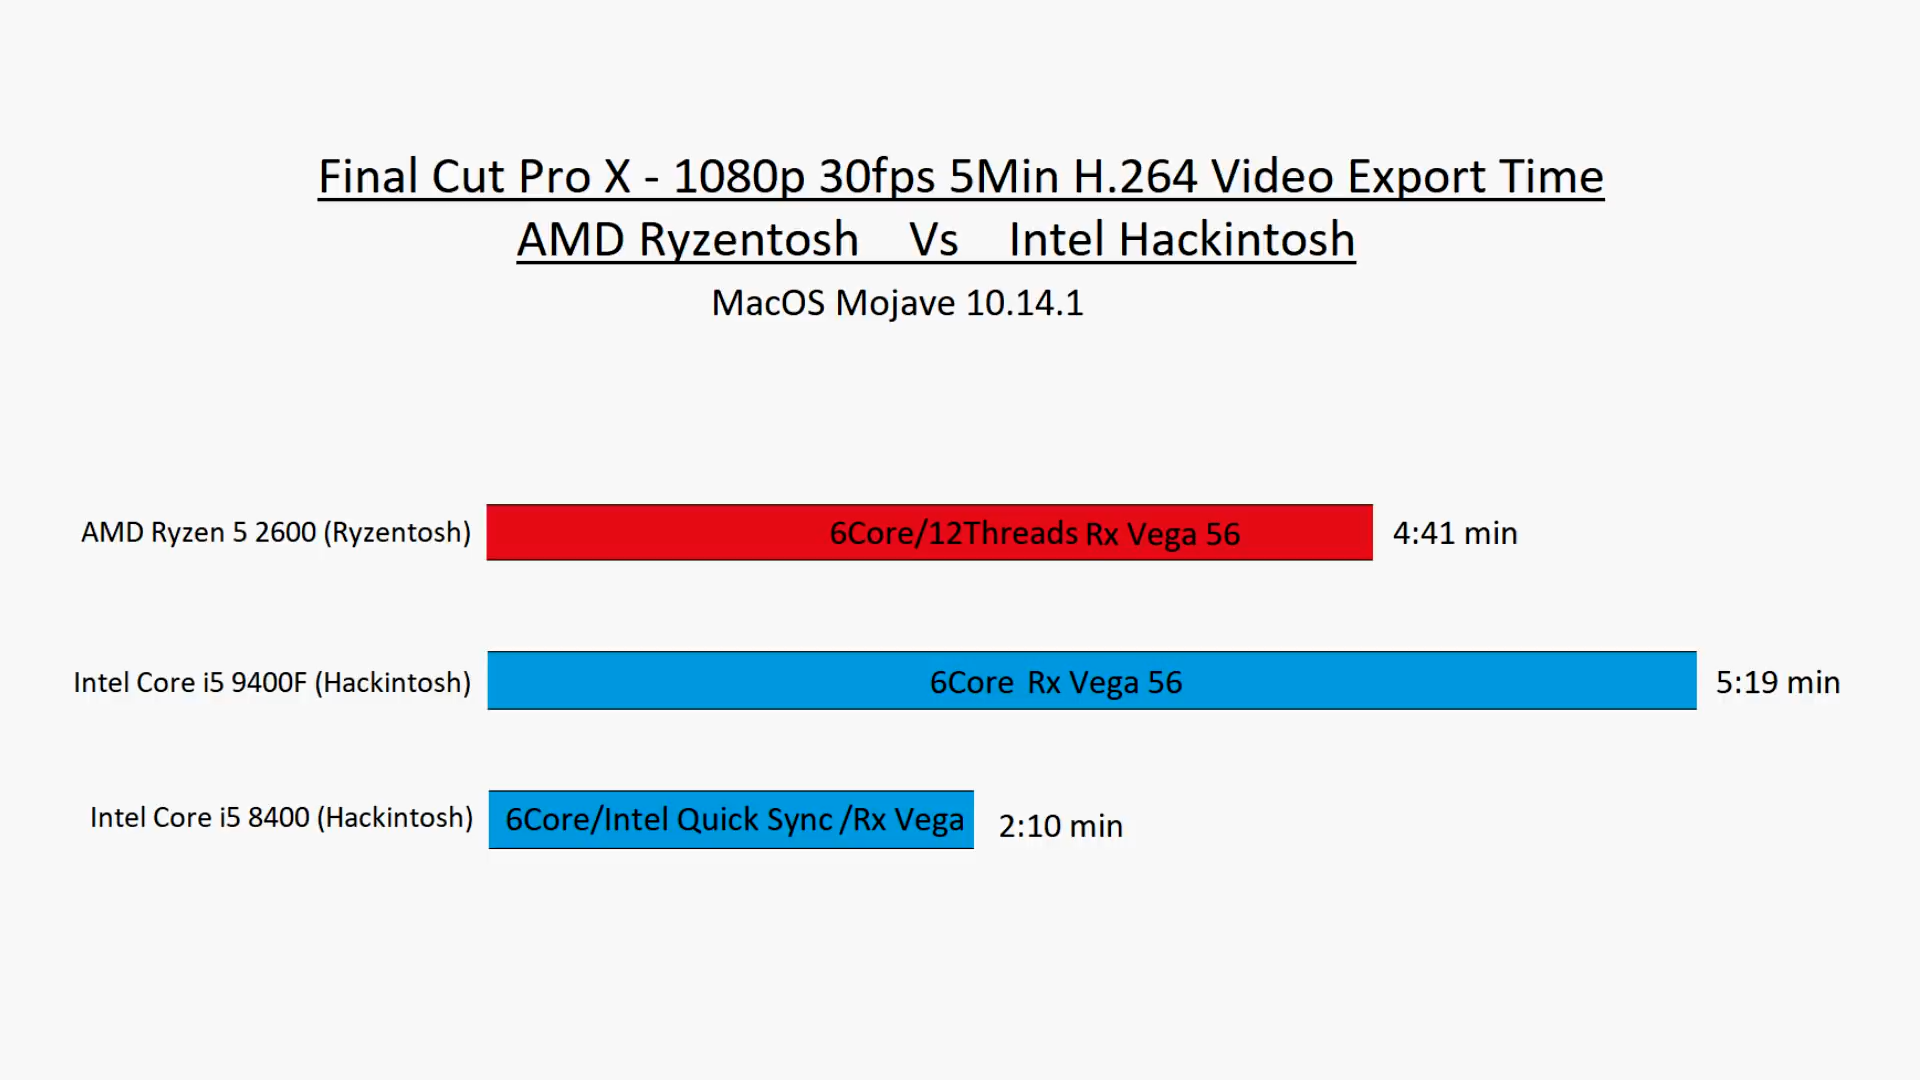 Final Cut Pro X - 1080p 30fps 5Min H.264 Video Export Time
AMD Ryzentosh Vs Intel Hackintosh
MacOS Mojave 10.14.1
AMD Ryzen 5 2600 (Ryzentosh) 6Core/12Threads Rx Vega 56 4:41 min
Intel Core i5 9400F (Hackintosh) 6Core Rx Vega 56 5:19 min
Intel Core i5 8400 (Hackintosh) 6Core/Intel Quick Sync /Rx Vega 2:10 min